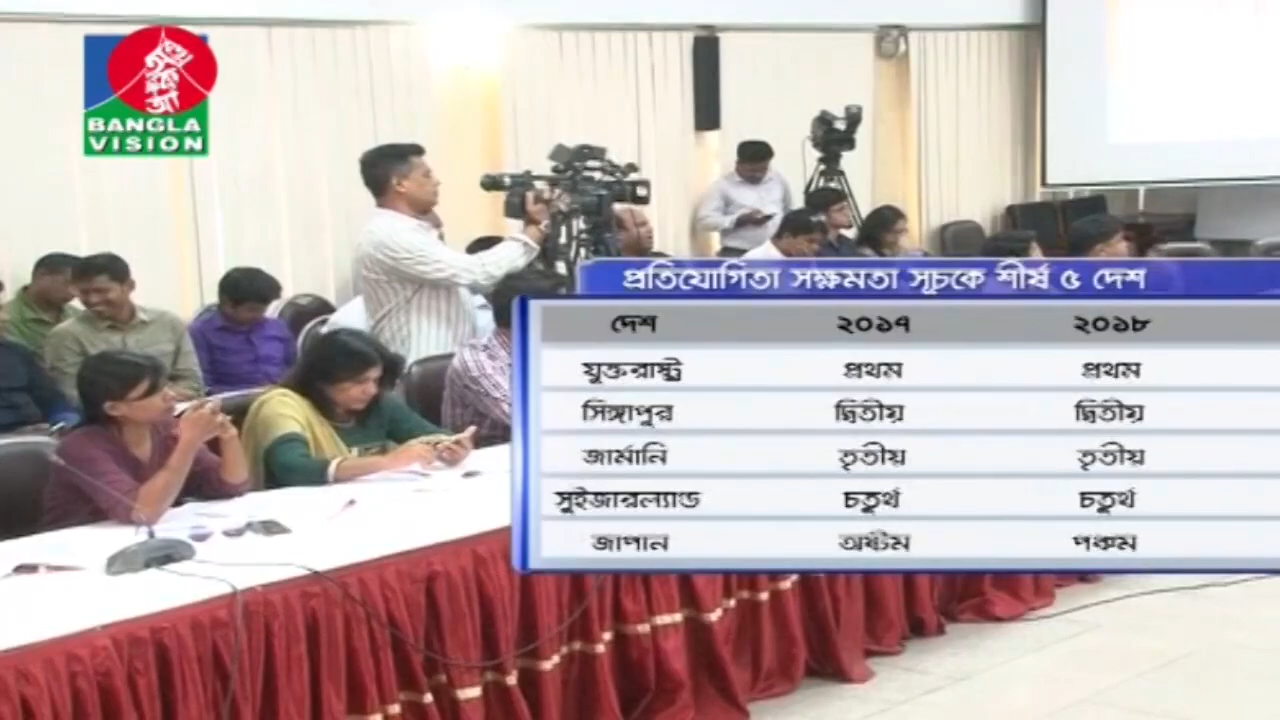 BANGLA
VISION
প্রতিযোগিতা সক্ষমতা সূচকে শীর্ষ ৫ দেশ
দেশ ২০১৭ ২০১৮
যুক্তরাষ্ট্র প্রথম প্রথম
সিঙ্গাপুর দ্বিতীয় দ্বিতীয়
জার্মানি তৃতীয় তৃতীয়
সুইজারল্যান্ড চতুর্থ চতুর্থ
জাপান অষ্টম পঞ্চম